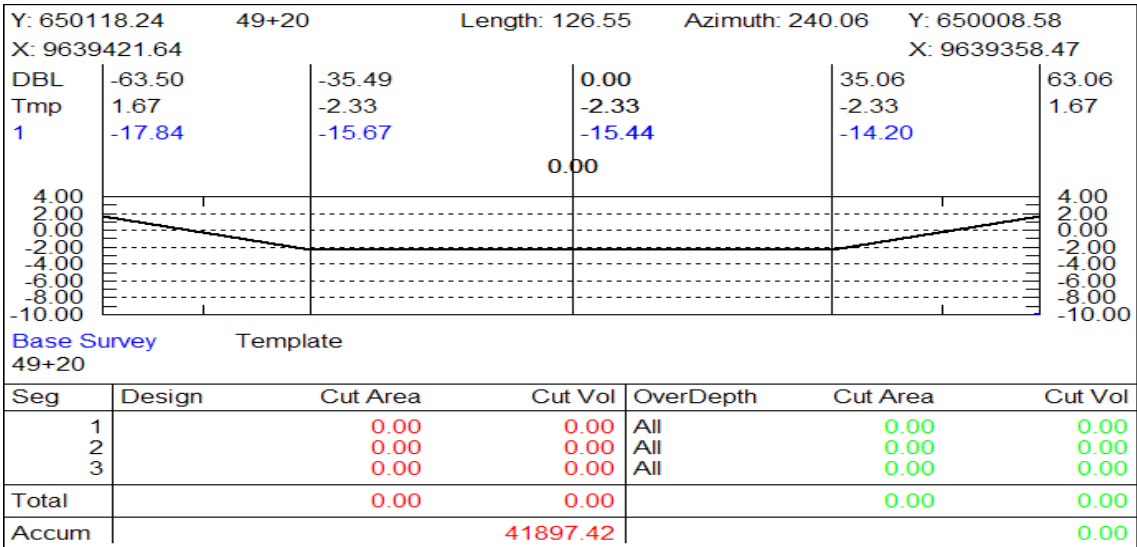 Y: 650118.24 49+20 Length: 126.55 Azimuth: 240.06 Y: 650008.58
X: 9639421.64 X: 9639358.47
DBL -63.50 -35.49 0.00 35.06 63.06
Tmp 1.67 -2.33 -2.33 -2.33 1.67
1 -17.84 -15.67 -15.44 -14.20
0.00
4.00 4.00
2.00 2.00
0.00 0.00
-2.00 -2.00
-4.00 -4.00
-6.00 -6.00
-8.00 -8.00
-10.00 -10.00
Base Survey Template
49+20
Seg Design Cut Area Cut Vol OverDepth Cut Area Cut Vol
1 0.00 0.00 All 0.00 0.00
2 0.00 0.00 All 0.00 0.00
3 0.00 0.00 All 0.00 0.00
Total 0.00 0.00 0.00 0.00
Accum 41897.42 0.00